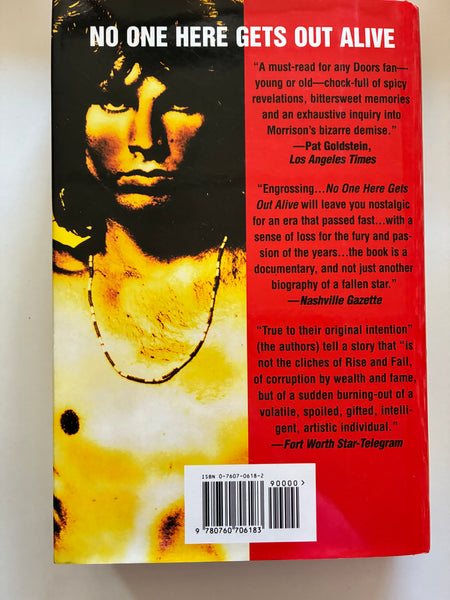 NO ONE HERE GETS OUT ALIVE
“A must-read for any Doors fan—
young or old—chock-full of spicy
revelations, bittersweet memories
and an exhaustive inquiry into
Morrison’s bizarre demise.”
—Pat Goldstein,
Los Angeles Times
“Engrossing...No One Here Gets
Out Alive will leave you nostalgic
for an era that passed fast...with a
sense of loss for the fury and pas-
sion of the years...the book is a
documentary, and not just another
biography of a fallen star.”
—Nashville Gazette
“True to their original intention”
(the authors) tell a story that “is
not the cliches of Rise and Fall,
of corruption by wealth and fame,
but of a sudden burning-out of a
volatile, spoiled, gifted, intelli-
gent, artistic individual.”
—Fort Worth Star-Telegram
ISBN 0-7607-0618-2
90000>
9 780760 706183